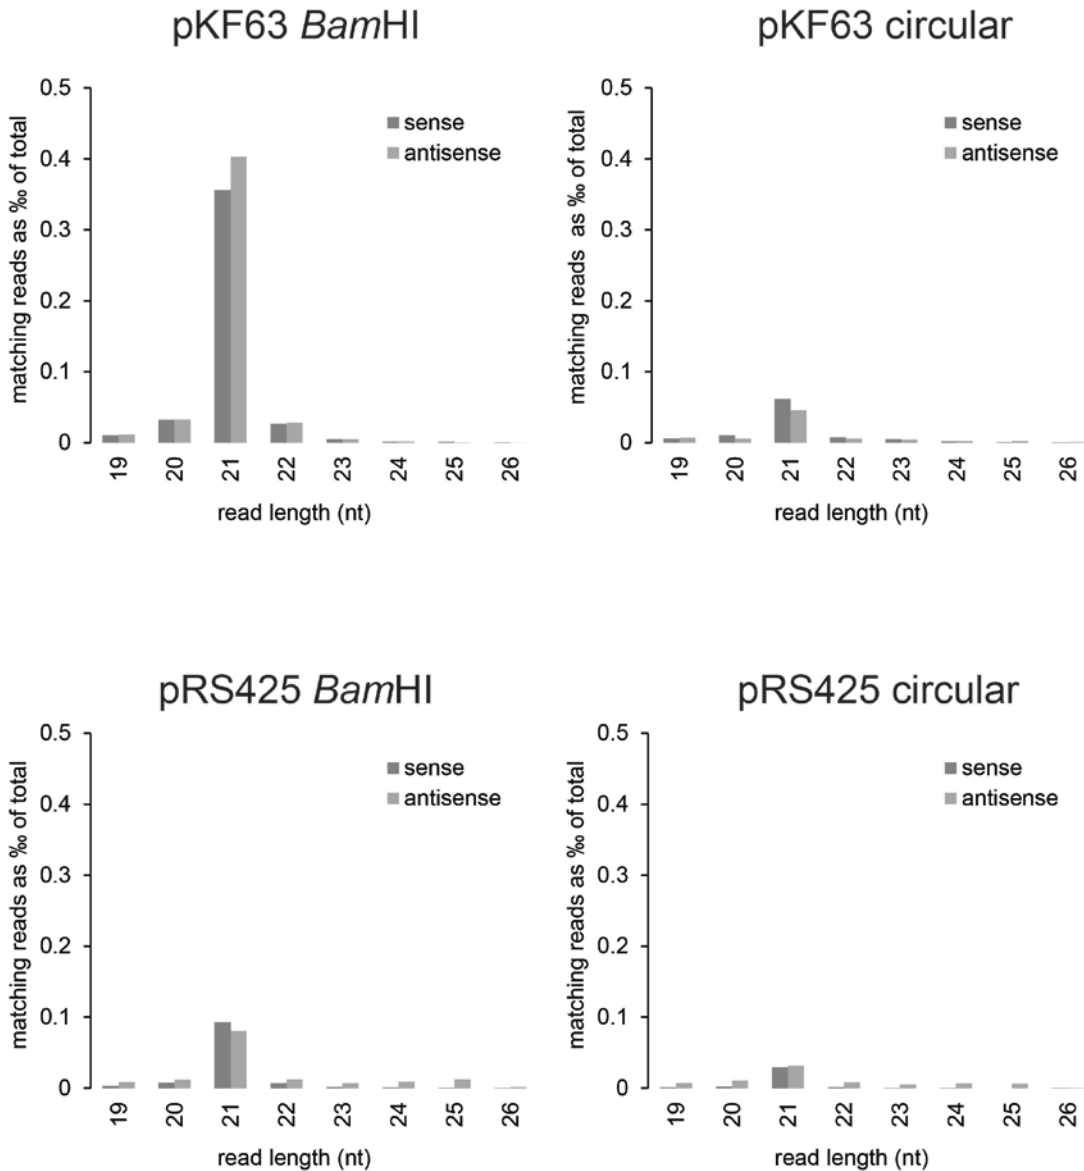 pKF63 BamHI
matching reads as ‰ of total
0.5
0.4
0.3
0.2
0.1
0
sense
antisense
19 20 21 22 23 24 25 26
read length (nt)
pKF63 circular
matching reads as ‰ of total
0.5
0.4
0.3
0.2
0.1
0
sense
antisense
19 20 21 22 23 24 25 26
read length (nt)
pRS425 BamHI
matching reads as ‰ of total
0.5
0.4
0.3
0.2
0.1
0
sense
antisense
19 20 21 22 23 24 25 26
read length (nt)
pRS425 circular
matching reads as ‰ of total
0.5
0.4
0.3
0.2
0.1
0
sense
antisense
19 20 21 22 23 24 25 26
read length (nt)